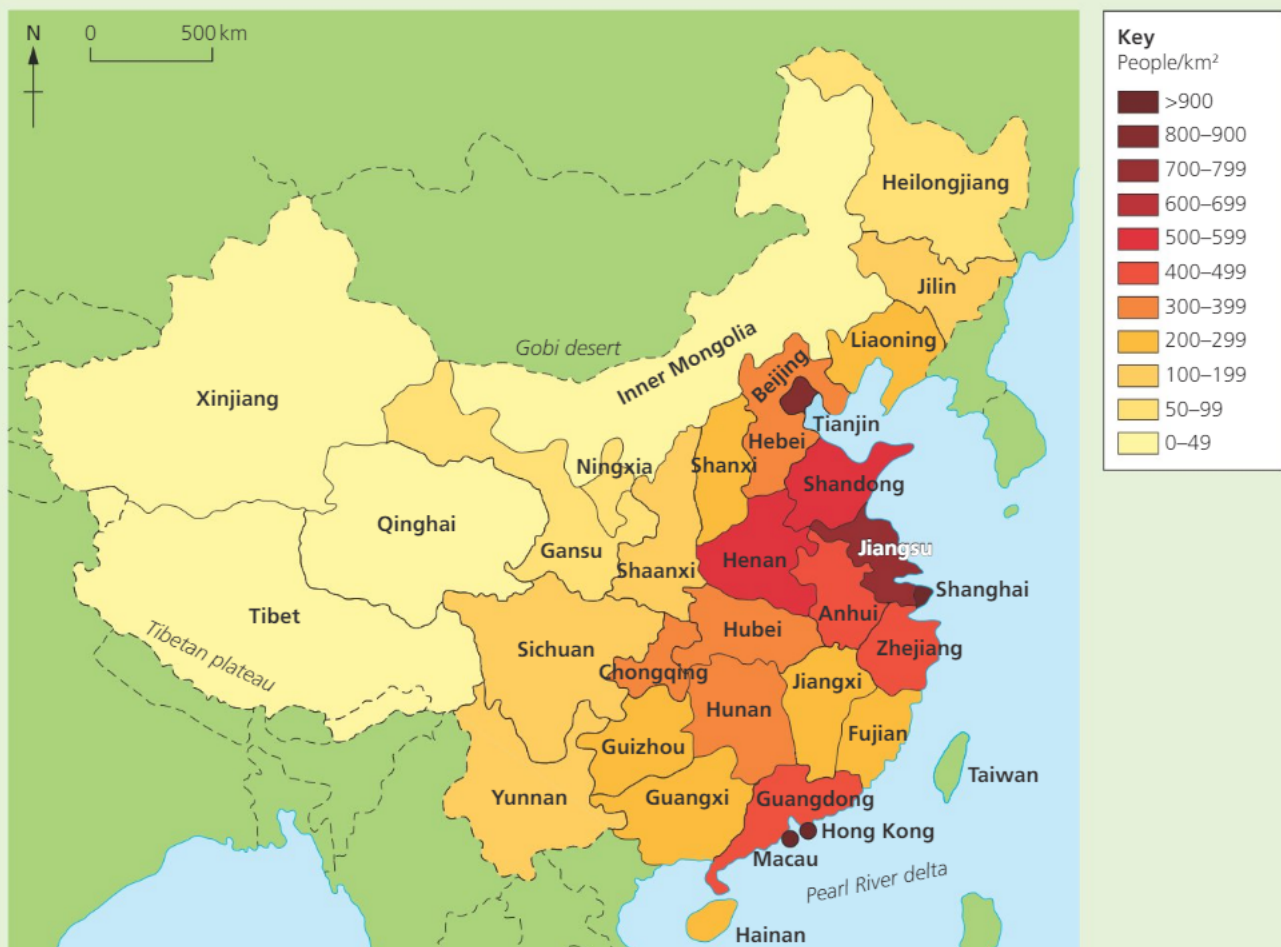 N
0 500 km
Key
People/km²
>900
800–900
700–799
600–699
500–599
400–499
300–399
200–299
100–199
50–99
0–49
Heilongjiang
Jilin
Liaoning
Gobi desert
Inner Mongolia
Beijing
Xinjiang
Tianjin
Hebei
Ningxia
Shanxi
Shandong
Qinghai
Gansu
Shaanxi
Henan
Jiangsu
Shanghai
Tibet
Anhui
Tibetan plateau
Sichuan
Hubei
Zhejiang
Chongqing
Jiangxi
Hunan
Fujian
Guizhou
Taiwan
Yunnan
Guangxi
Guangdong
Hong Kong
Macau
Pearl River delta
Hainan